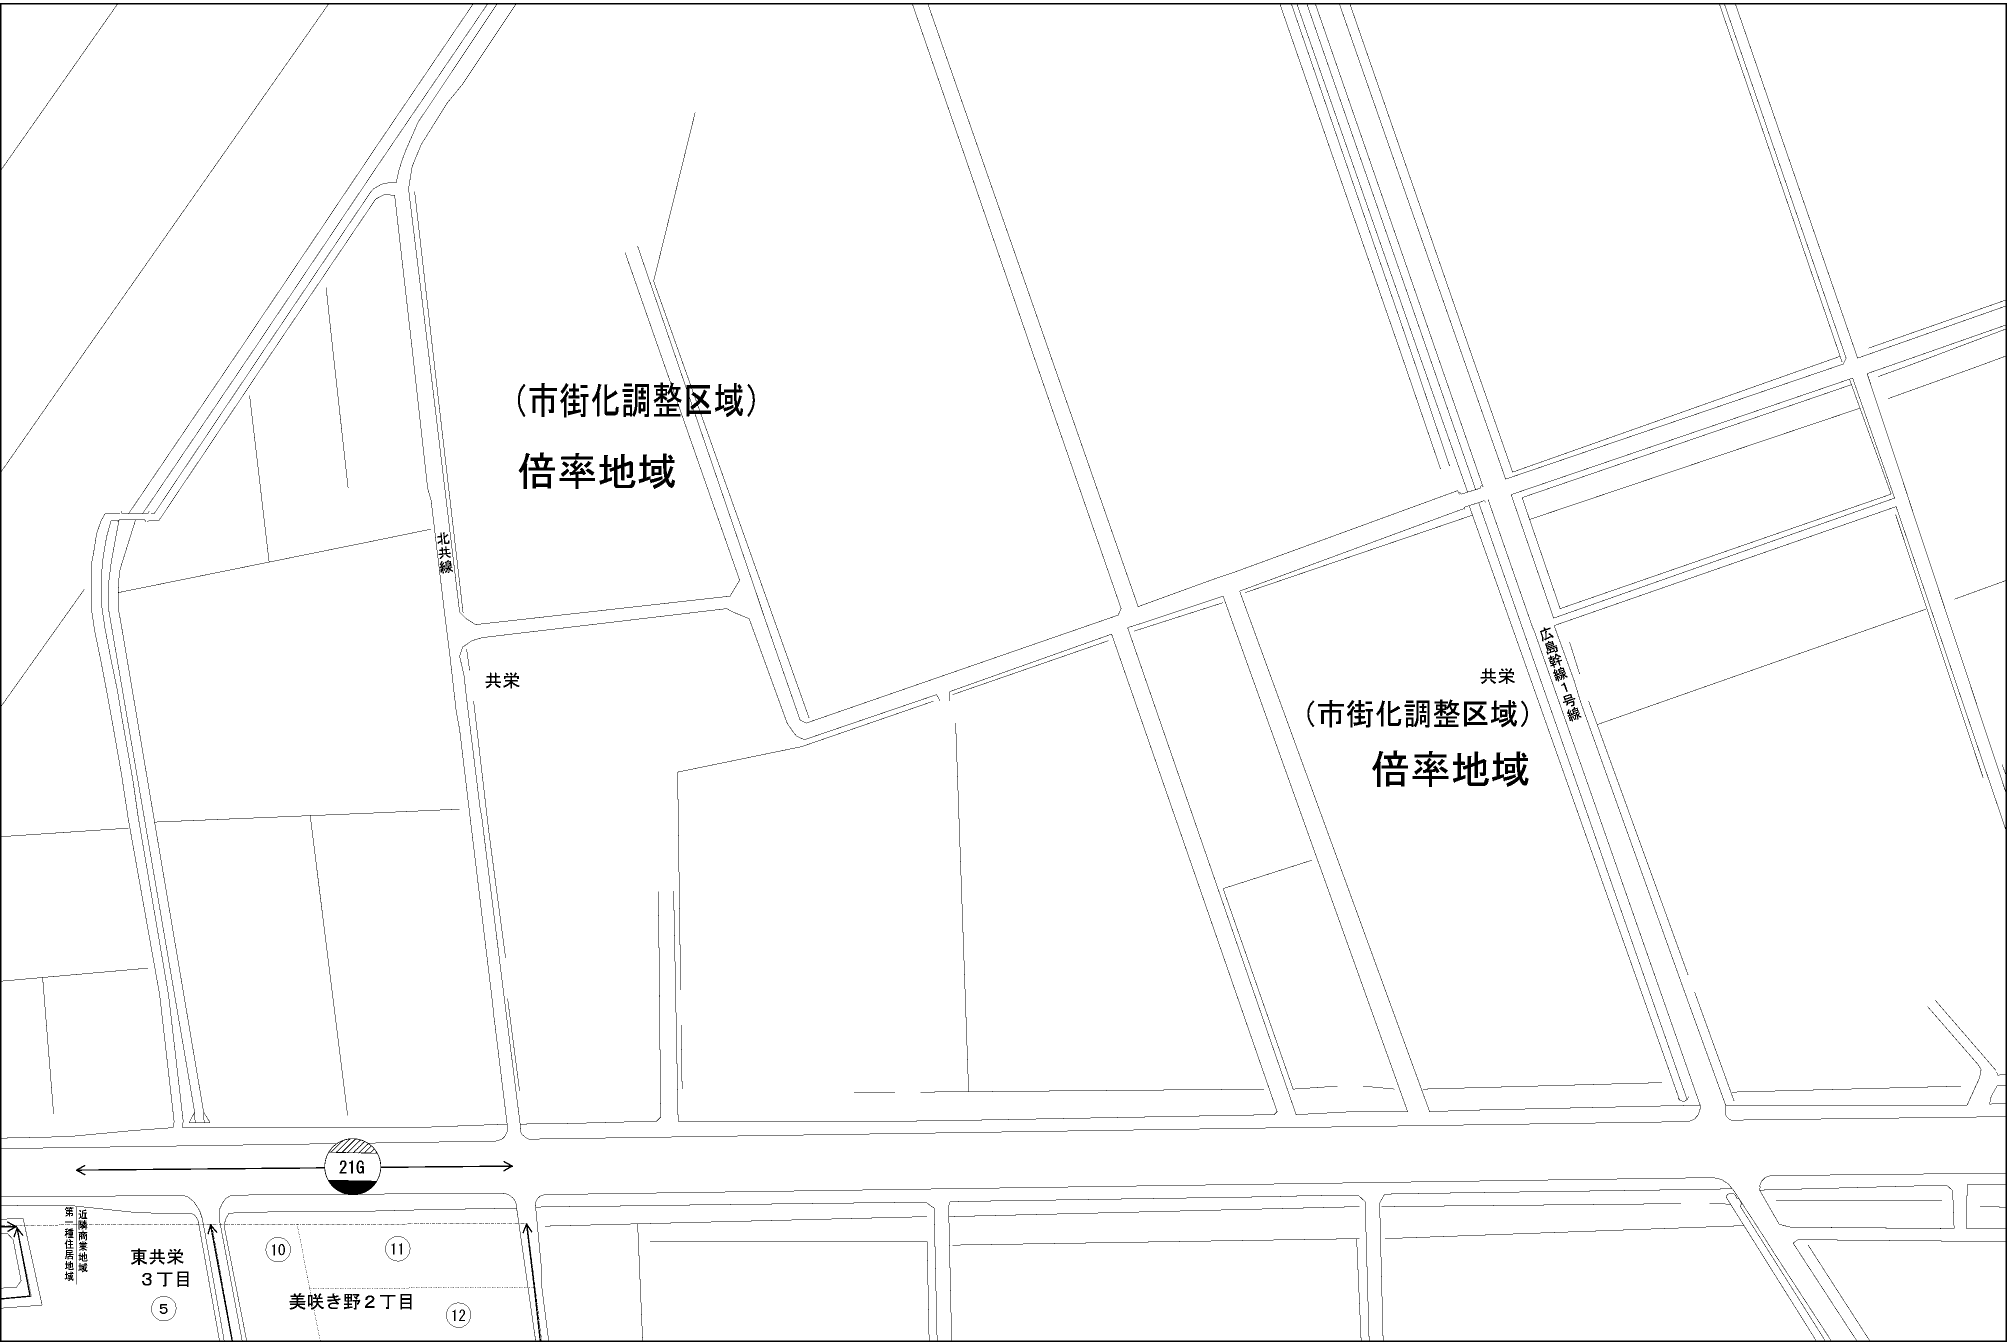 (市街化調整区域)
倍率地域
北共線
共栄
広島幹線1号線
共栄
(市街化調整区域)
倍率地域
21G
第一種住居地域
近隣商業地域
東共栄
3丁目
5
10
11
美咲き野2丁目
12